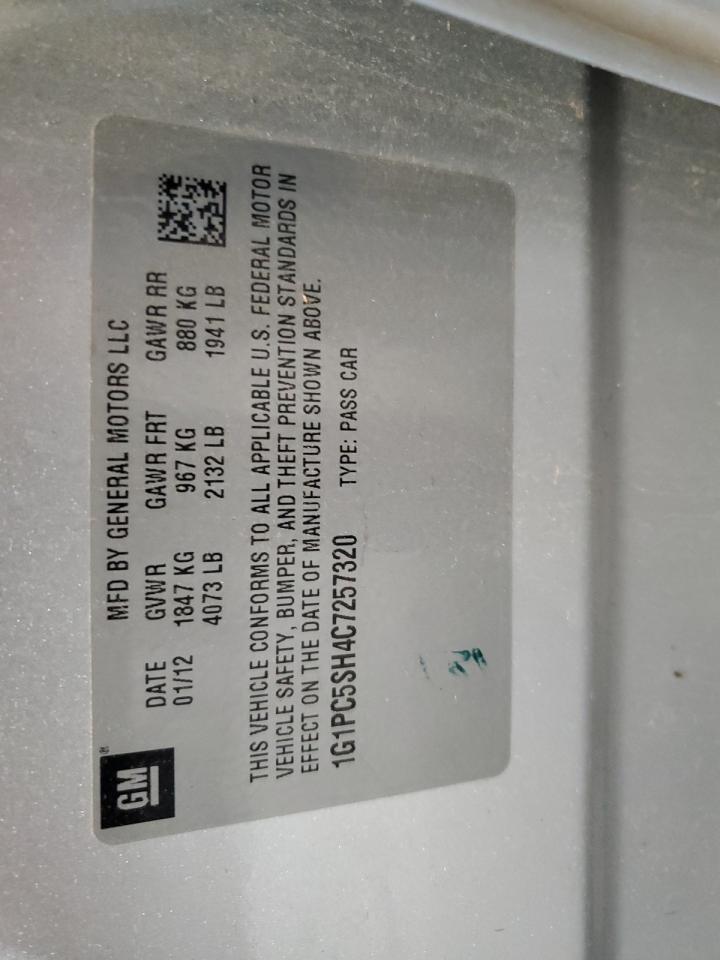 GM®
MFD BY GENERAL MOTORS LLC
DATE GVWR GAWR FRT GAWR RR
01/12 1847 KG 967 KG 880 KG
4073 LB 2132 LB 1941 LB
THIS VEHICLE CONFORMS TO ALL APPLICABLE U.S. FEDERAL MOTOR
VEHICLE SAFETY, BUMPER, AND THEFT PREVENTION STANDARDS IN
EFFECT ON THE DATE OF MANUFACTURE SHOWN ABOVE.
1G1PC5SH4C7257320 TYPE: PASS CAR